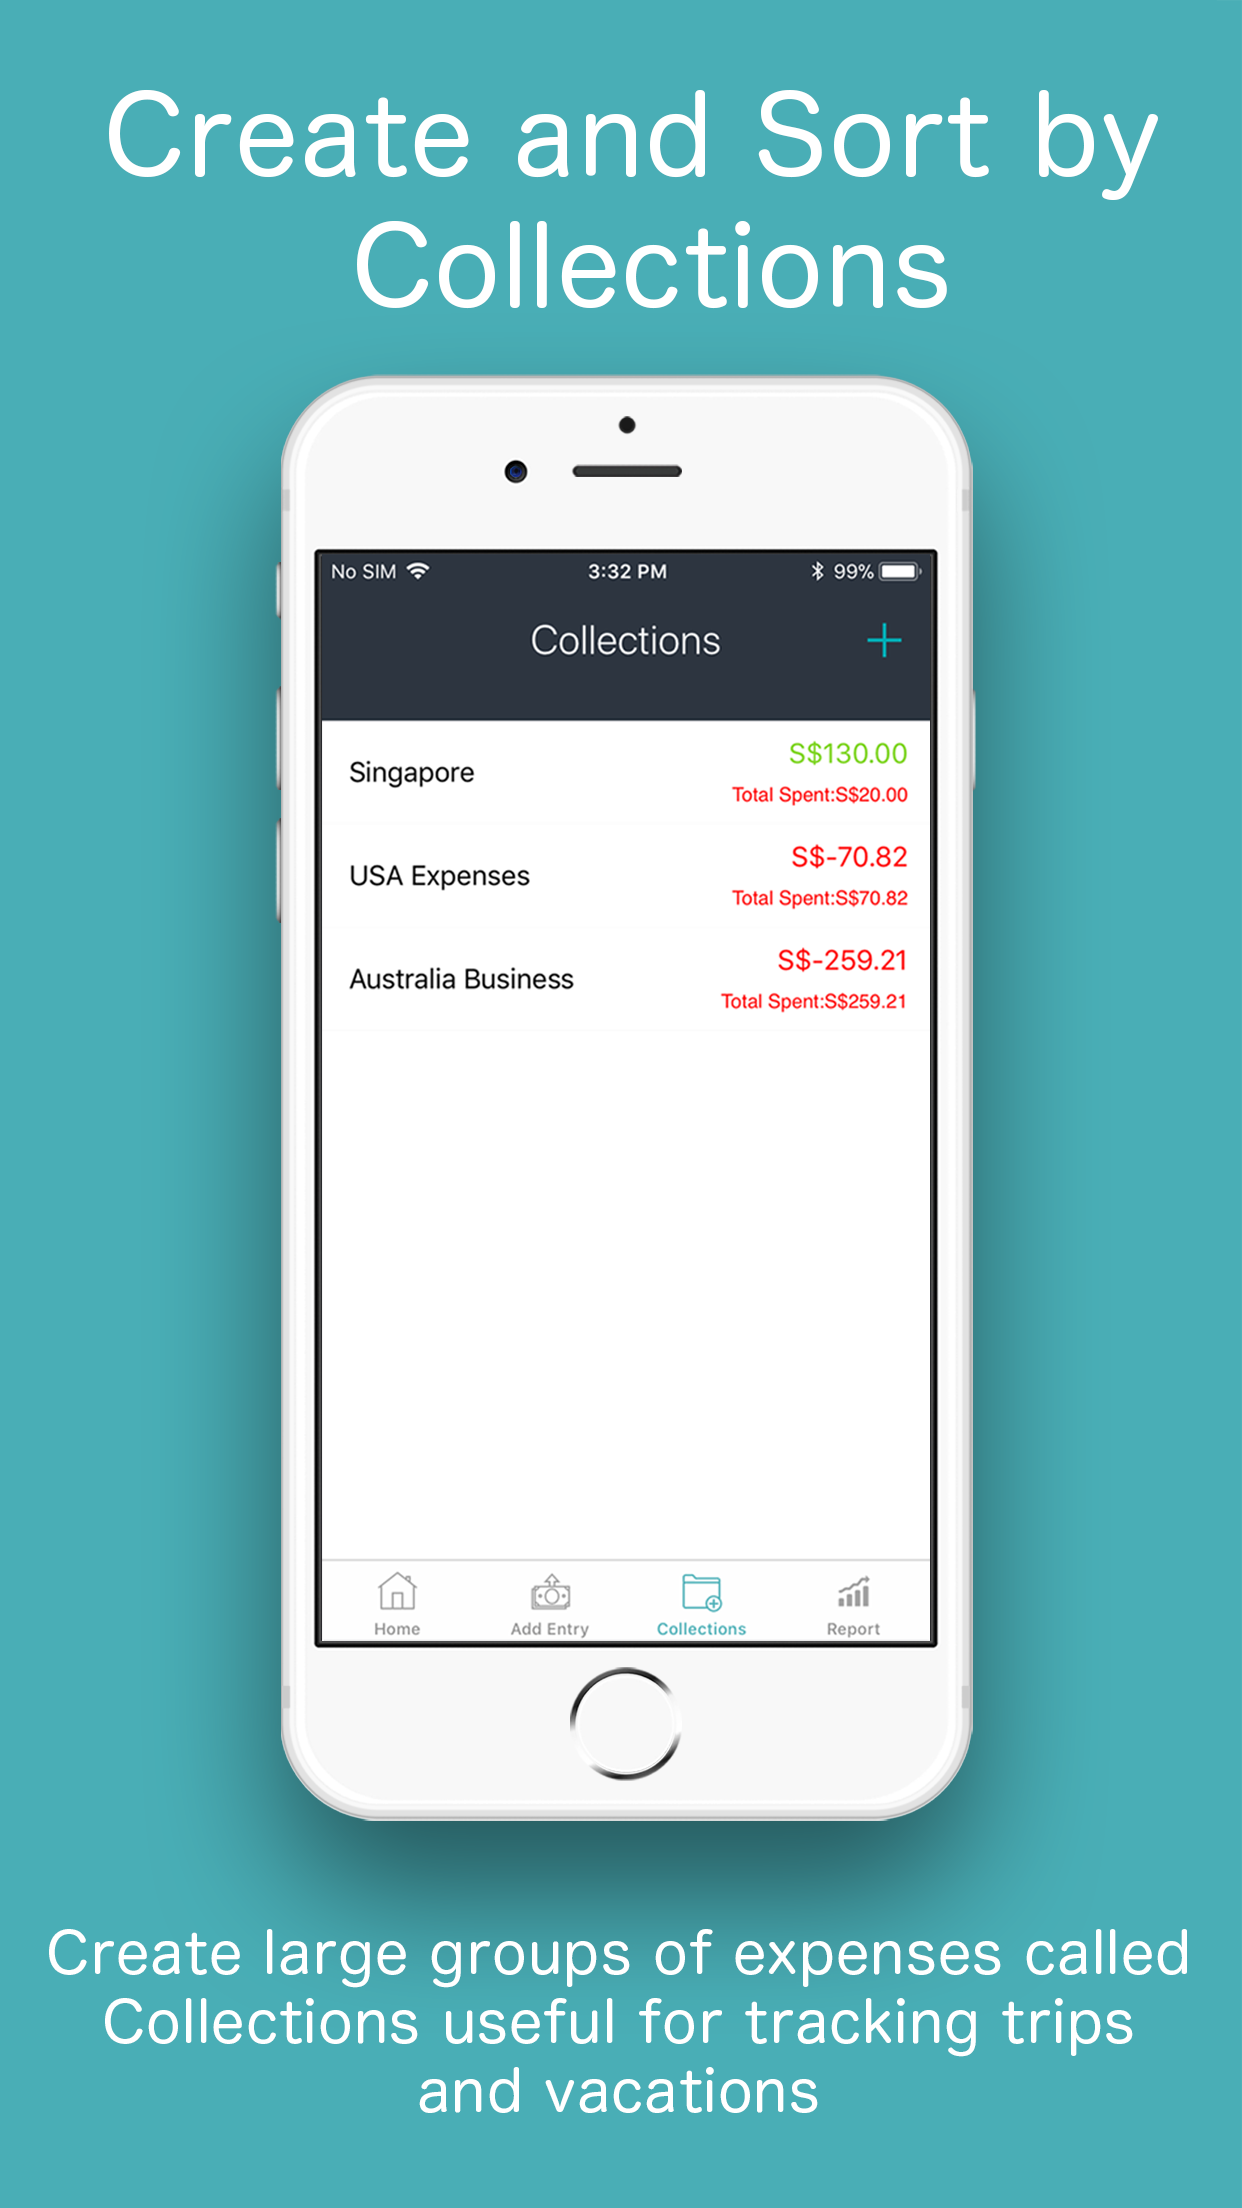 Create and Sort by
Collections
No SIM 3:32 PM 99%
Collections
S$130.00
Singapore
Total Spent:S$20.00
S$-70.82
USA Expenses
Total Spent:S$70.82
S$-259.21
Australia Business
Total Spent:S$259.21
Home Add Entry Collections Report
Create large groups of expenses called
Collections useful for tracking trips
and vacations